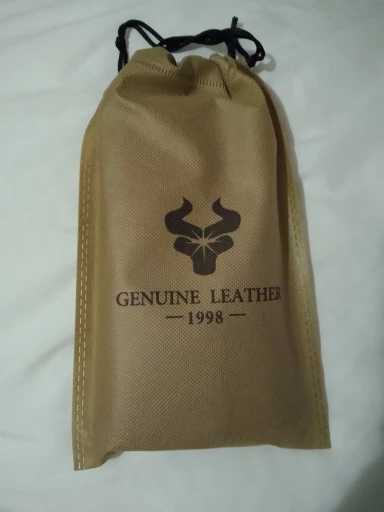 GENUINE LEATHER
— 1998 —